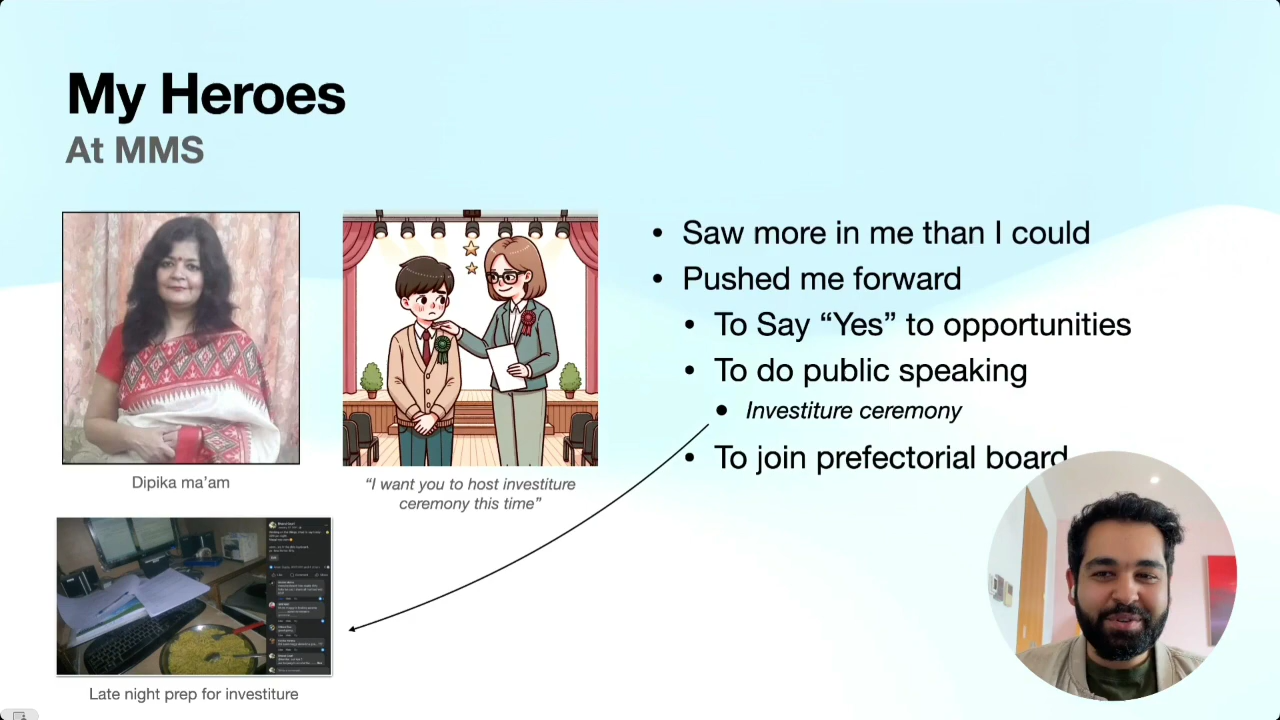 My Heroes
At MMS
• Saw more in me than I could
• Pushed me forward
• To Say “Yes” to opportunities
• To do public speaking
• Investiture ceremony
• To join prefectorial board
Dipika ma’am
“I want you to host investiture
ceremony this time”
Late night prep for investiture